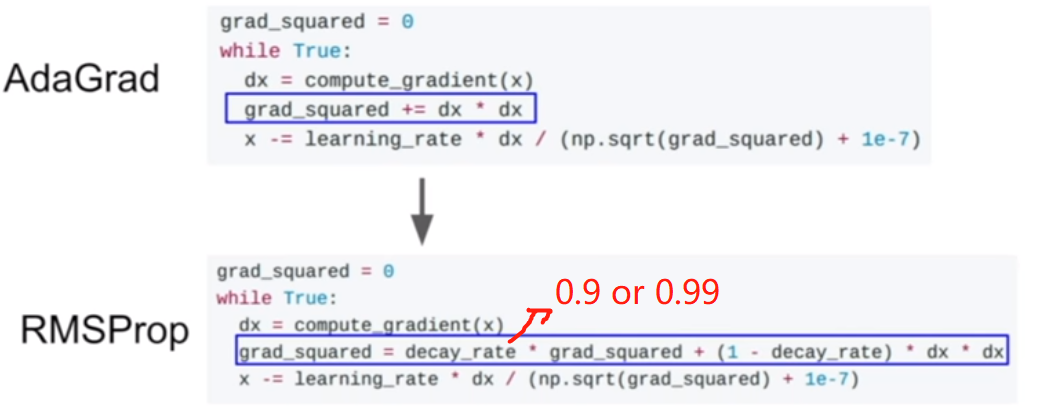 AdaGrad
grad_squared = 0
while True:
dx = compute_gradient(x)
grad_squared += dx * dx
x -= learning_rate * dx / (np.sqrt(grad_squared) + 1e-7)
RMSProp
grad_squared = 0
while True:
0.9 or 0.99
dx = compute_gradient(x)
grad_squared = decay_rate * grad_squared + (1 - decay_rate) * dx * dx
x -= learning_rate * dx / (np.sqrt(grad_squared) + 1e-7)